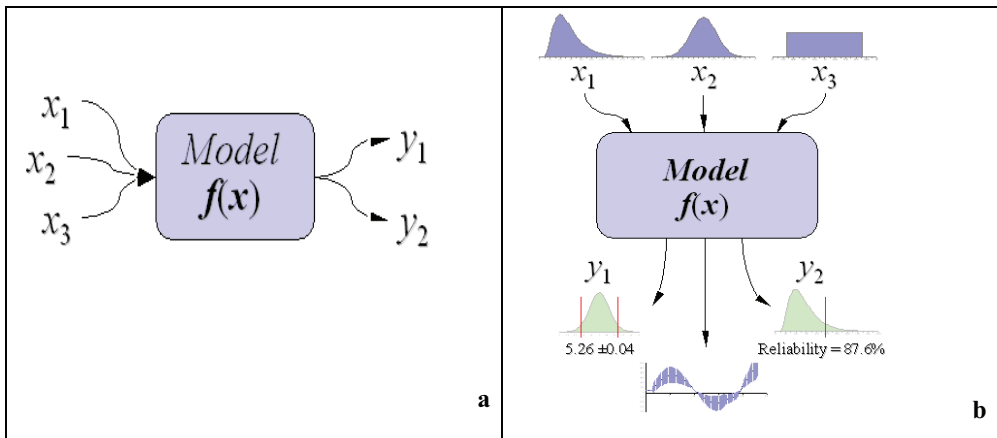 x₁
x₂
x₃
Model
f(x)
y₁
y₂
a
x₁ x₂ x₃
Model
f(x)
y₁ y₂
5.26 ±0.04 Reliability = 87.6%
b